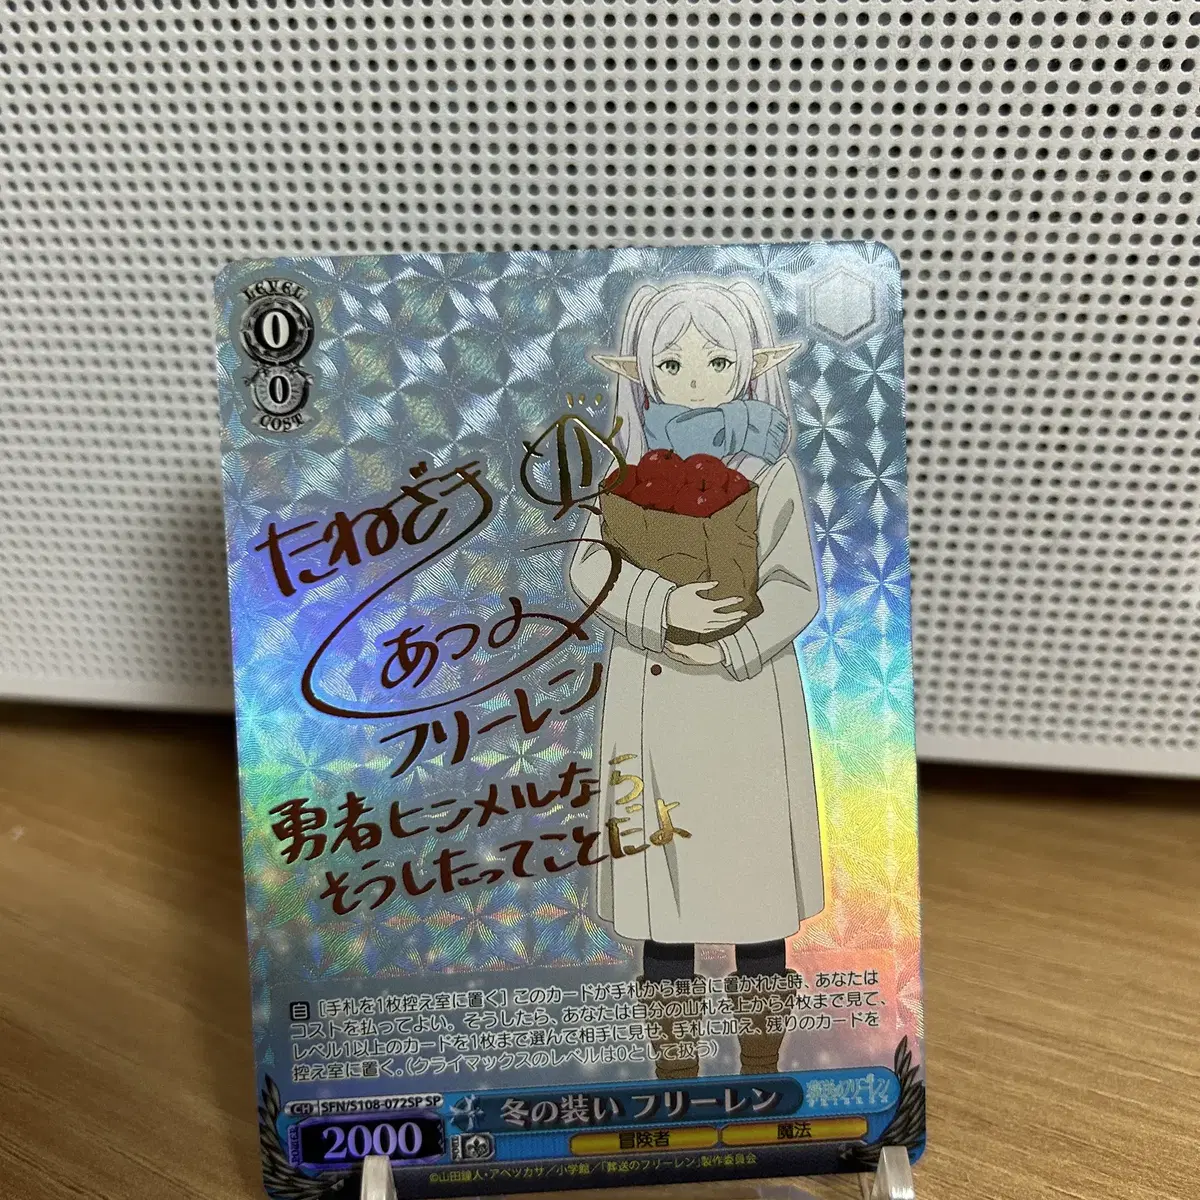 LEVEL
0
0
COST
たねざき
あつみ
フリーレン
勇者ヒンメルなら
そうしたってことだよ
自 [手札を1枚控え室に置く] このカードが手札から舞台に置かれた時、あなたは
コストを払ってよい。そうしたら、あなたは自分の山札を上から4枚まで見て、
レベル1以上のカードを1枚まで選んで相手に見せ、手札に加え、残りのカードを
控え室に置く。(クライマックスのレベルは0として扱う)
CH SFN/S108-072SP SP
冬の装い フリーレン
葬送のフリーレン
2000
冒険者
魔法
©山田鐘人・アベツカサ/小学館/「葬送のフリーレン」製作委員会